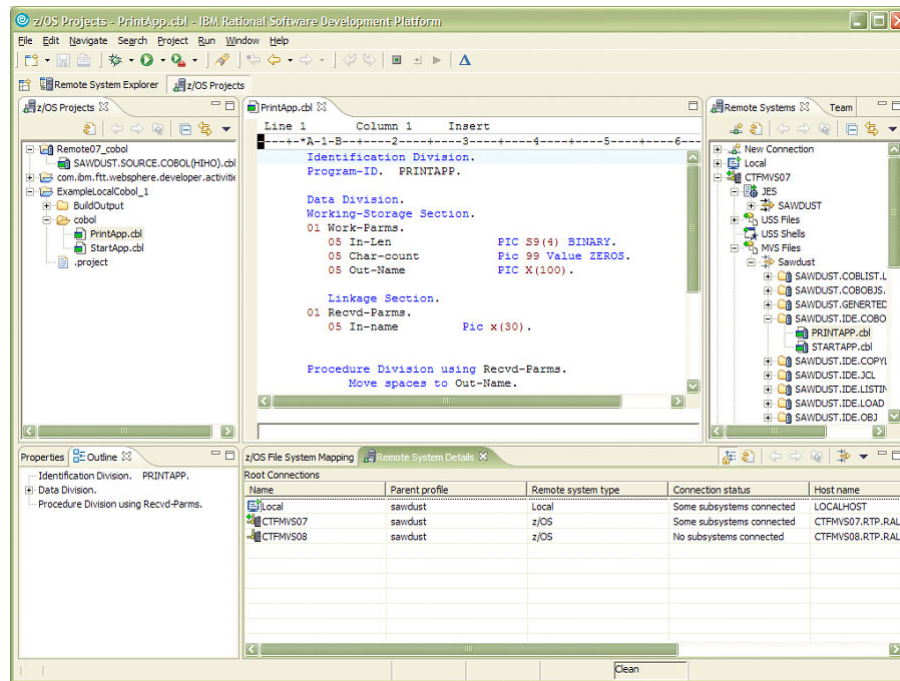 z/OS Projects - PrintApp.cbl - IBM Rational Software Development Platform
File Edit Navigate Search Project Run Window Help
Remote System Explorer z/OS Projects
z/OS Projects
Remote07_cobol
SAWDUST.SOURCE.COBOL(HIHO).cbl
com.ibm.ftt.websphere.developer.activitie
ExampleLocalCobol_1
BuildOutput
cobol
PrintApp.cbl
StartApp.cbl
.project
PrintApp.cbl
Line 1 Column 1 Insert
----+-*A-1-B--+----2----+----3----+----4----+----5----+----6-
Identification Division.
Program-ID. PRINTAPP.
Data Division.
Working-Storage Section.
01 Work-Parms.
05 In-Len PIC S9(4) BINARY.
05 Char-count Pic 99 Value ZEROS.
05 Out-Name PIC X(100).
Linkage Section.
01 Recvd-Parms.
05 In-name Pic x(30).
Procedure Division using Recvd-Parms.
Move spaces to Out-Name.
Remote Systems Team
New Connection
Local
CTFMVS07
JES
SAWDUST
USS Files
USS Shells
MVS Files
Sawdust
SAWDUST.COBLIST.L
SAWDUST.COBOBJS.
SAWDUST.GENERTED
SAWDUST.IDE.COBO
PRINTAPP.cbl
STARTAPP.cbl
SAWDUST.IDE.COPYL
SAWDUST.IDE.JCL
SAWDUST.IDE.LISTIN
SAWDUST.IDE.LOAD
SAWDUST.IDE.OBJ
Properties Outline
Identification Division. PRINTAPP.
Data Division.
Procedure Division using Recvd-Parms.
z/OS File System Mapping Remote System Details
Root Connections
Name Parent profile Remote system type Connection status Host name
Local sawdust Local Some subsystems connected LOCALHOST
CTFMVS07 sawdust z/OS Some subsystems connected CTFMVS07.RTP.RAL
CTFMVS08 sawdust z/OS No subsystems connected CTFMVS08.RTP.RAL
Clean